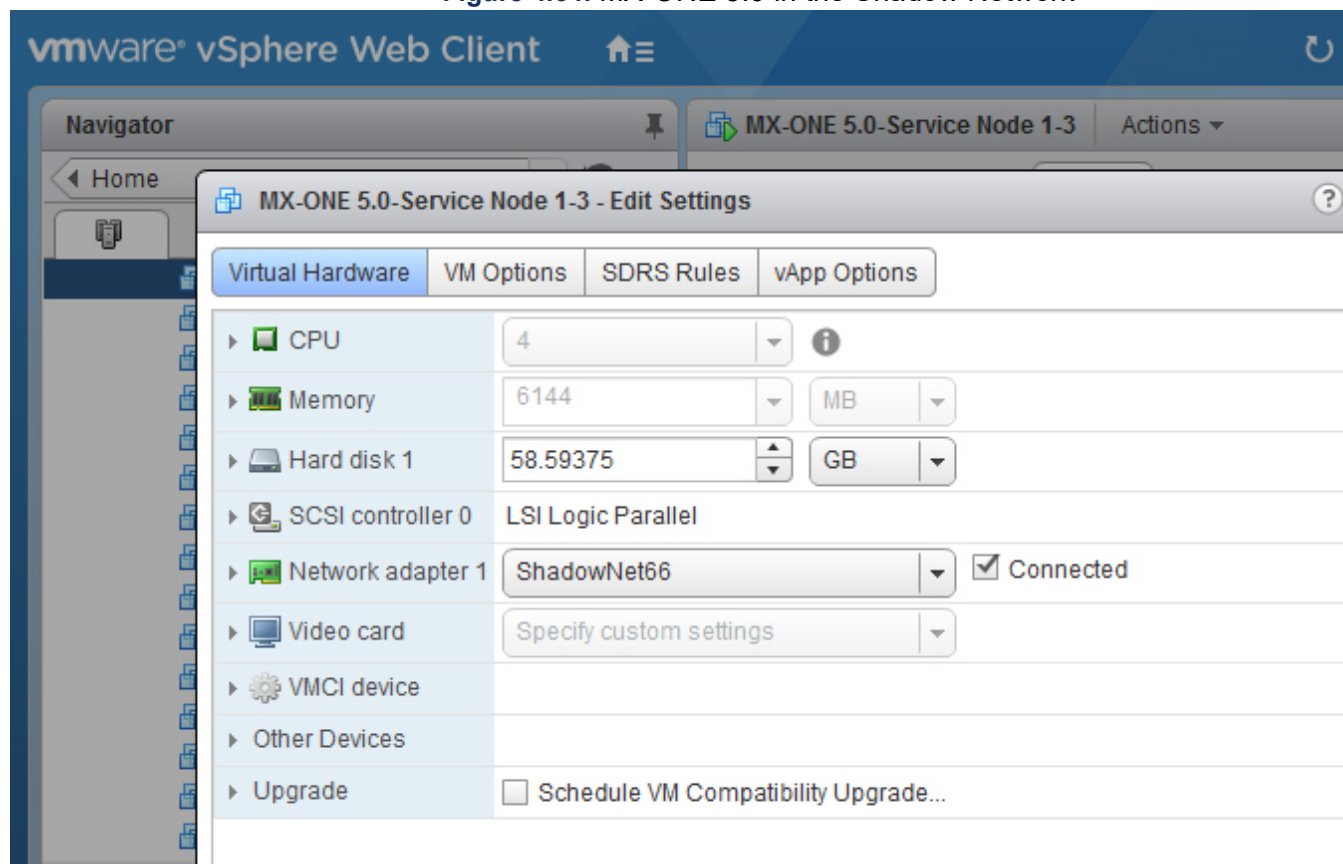 vmware® vSphere Web Client
Navigator
MX-ONE 5.0-Service Node 1-3 Actions
Home
MX-ONE 5.0-Service Node 1-3 - Edit Settings ?
Virtual Hardware VM Options SDRS Rules vApp Options
CPU 4
Memory 6144 MB
Hard disk 1 58.59375 GB
SCSI controller 0 LSI Logic Parallel
Network adapter 1 ShadowNet66 Connected
Video card Specify custom settings
VMCI device
Other Devices
Upgrade Schedule VM Compatibility Upgrade...